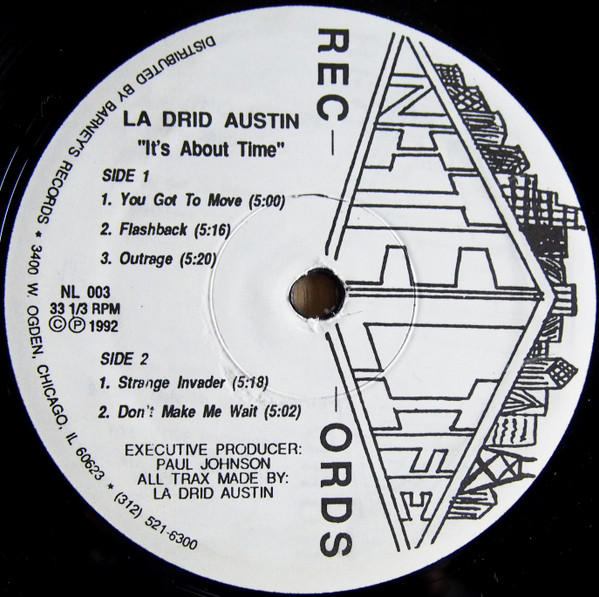 DISTRIBUTED BY BARNEY'S RECORDS * 3400 W. OGDEN, CHICAGO, IL 60623 * (312) 521-6300
LA DRID AUSTIN
"It's About Time"
SIDE 1
1. You Got To Move (5:00)
2. Flashback (5:16)
3. Outrage (5:20)
NL 003
33 1/3 RPM
© ℗ 1992
SIDE 2
1. Strange Invader (5:18)
2. Don't Make Me Wait (5:02)
EXECUTIVE PRODUCER:
PAUL JOHNSON
ALL TRAX MADE BY:
LA DRID AUSTIN
REC—
—ORDS
LIFE